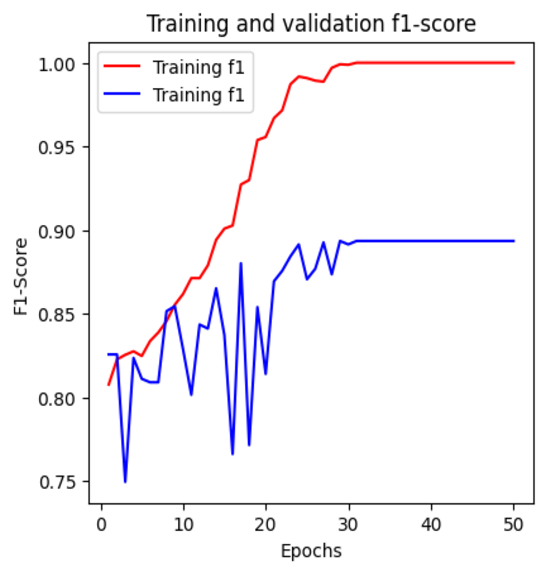 Training and validation f1-score
Training f1
Training f1
1.00
0.95
0.90
0.85
0.80
0.75
F1-Score
0 10 20 30 40 50
Epochs